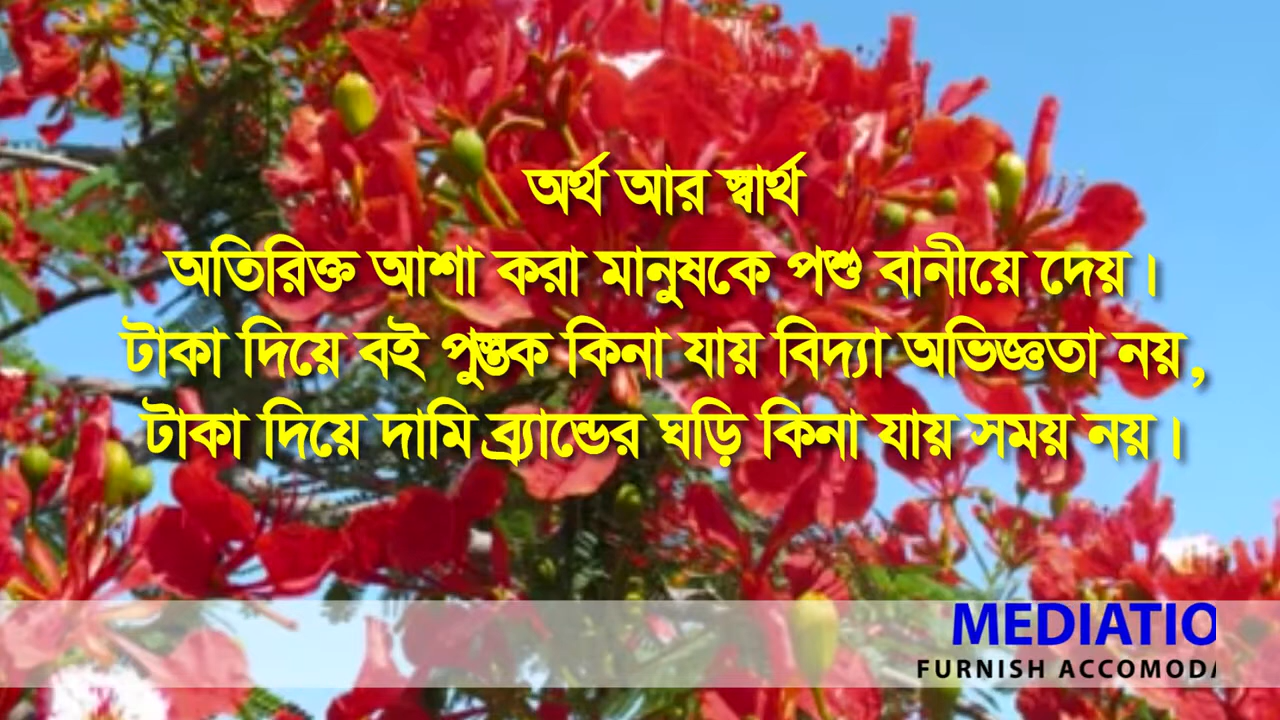 অর্থ আর স্বার্থ
অতিরিক্ত আশা করা মানুষকে পশু বানীয়ে দেয়।
টাকা দিয়ে বই পুস্তক কিনা যায় বিদ্যা অভিজ্ঞতা নয়,
টাকা দিয়ে দামি ব্র্যান্ডের ঘড়ি কিনা যায় সময় নয়।
MEDIATIO
FURNISH ACCOMODA